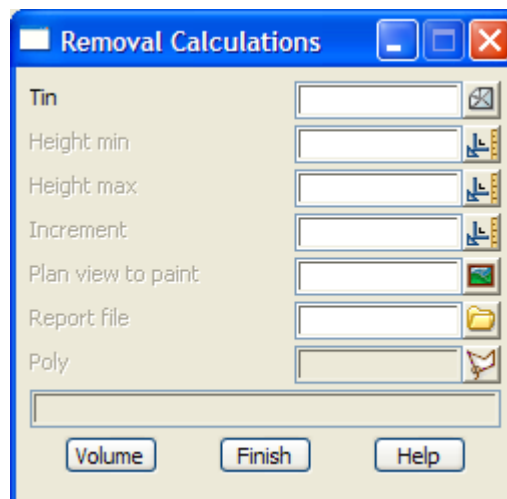 Removal Calculations
Tin
Height min
Height max
Increment
Plan view to paint
Report file
Poly
Volume Finish Help